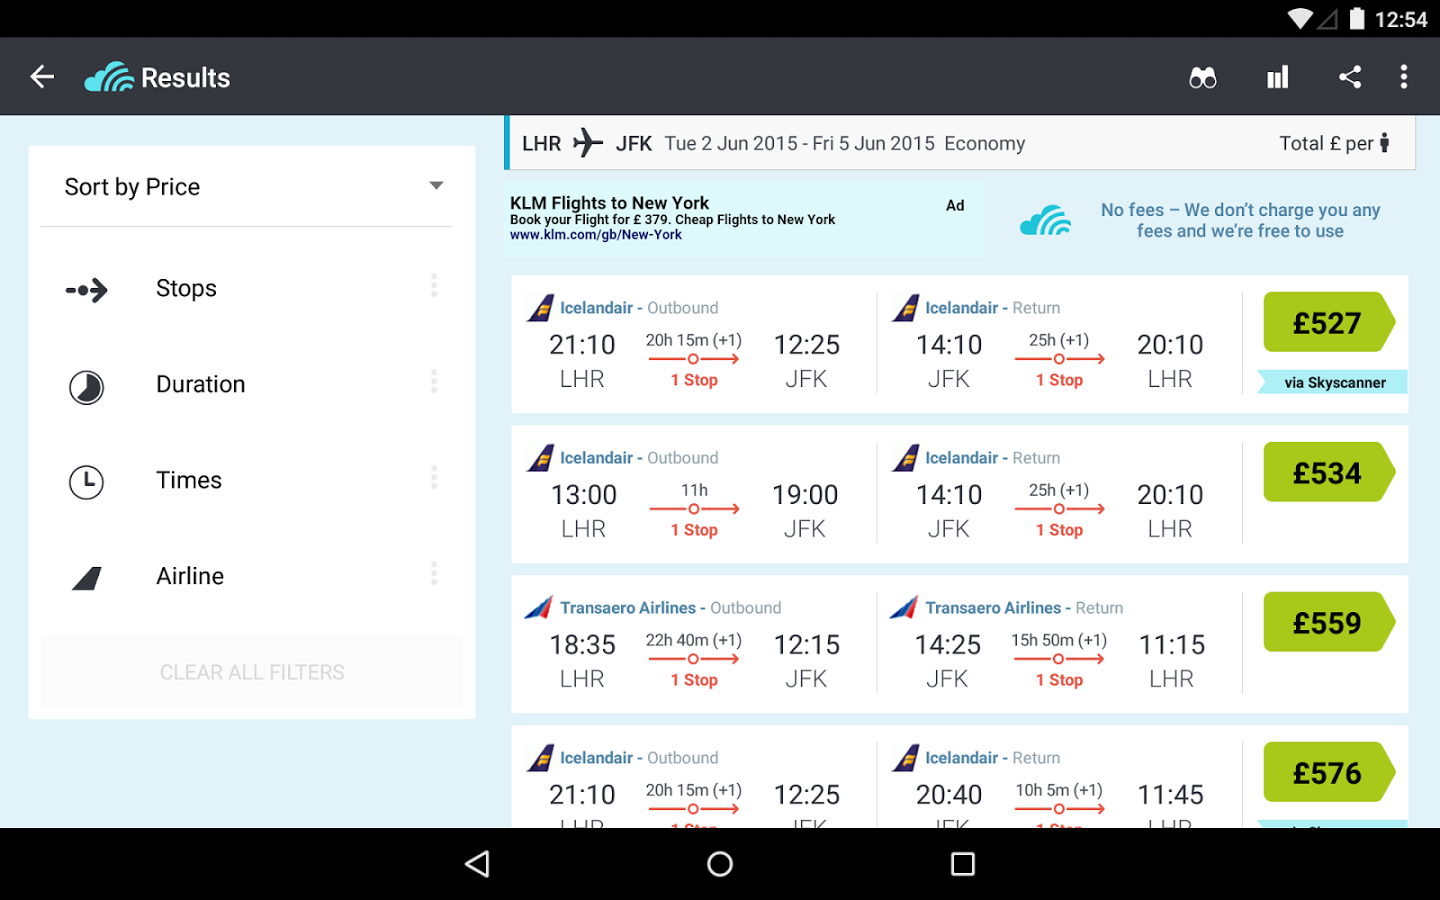 12:54
Results
Sort by Price
Stops
Duration
Times
Airline
CLEAR ALL FILTERS
LHR JFK Tue 2 Jun 2015 - Fri 5 Jun 2015 Economy Total £ per
KLM Flights to New York
Ad
Book your Flight for £ 379. Cheap Flights to New York
www.klm.com/gb/New-York
No fees – We don't charge you any
fees and we're free to use
Icelandair - Outbound
21:10 20h 15m (+1) 12:25
LHR 1 Stop JFK
Icelandair - Return
14:10 25h (+1) 20:10
JFK 1 Stop LHR
£527
via Skyscanner
Icelandair - Outbound
13:00 11h 19:00
LHR 1 Stop JFK
Icelandair - Return
14:10 25h (+1) 20:10
JFK 1 Stop LHR
£534
Transaero Airlines - Outbound
18:35 22h 40m (+1) 12:15
LHR 1 Stop JFK
Transaero Airlines - Return
14:25 15h 50m (+1) 11:15
JFK 1 Stop LHR
£559
Icelandair - Outbound
21:10 20h 15m (+1) 12:25
LHR 1 Stop JFK
Icelandair - Return
20:40 10h 5m (+1) 11:45
JFK 1 Stop LHR
£576